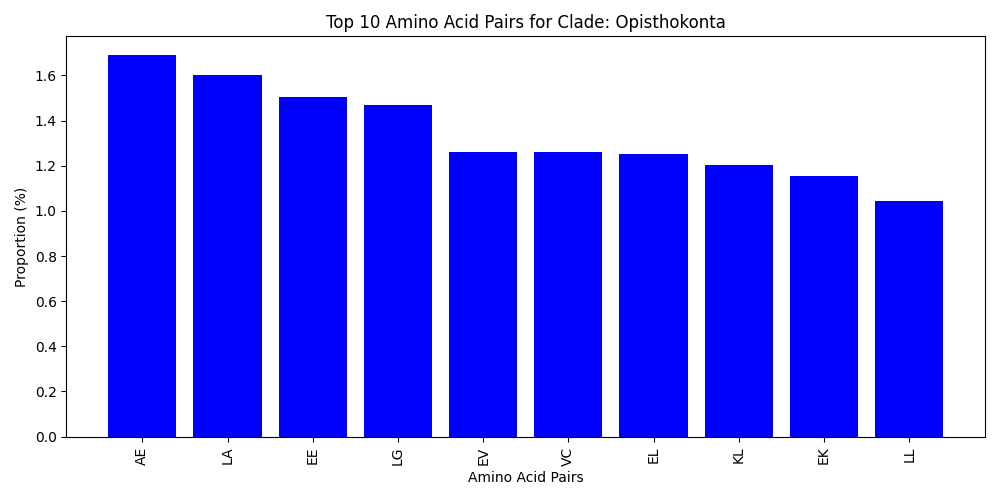 Top 10 Amino Acid Pairs for Clade: Opisthokonta
Proportion (%)
1.6
1.4
1.2
1.0
0.8
0.6
0.4
0.2
0.0
AE LA EE LG EV VC EL KL EK LL
Amino Acid Pairs